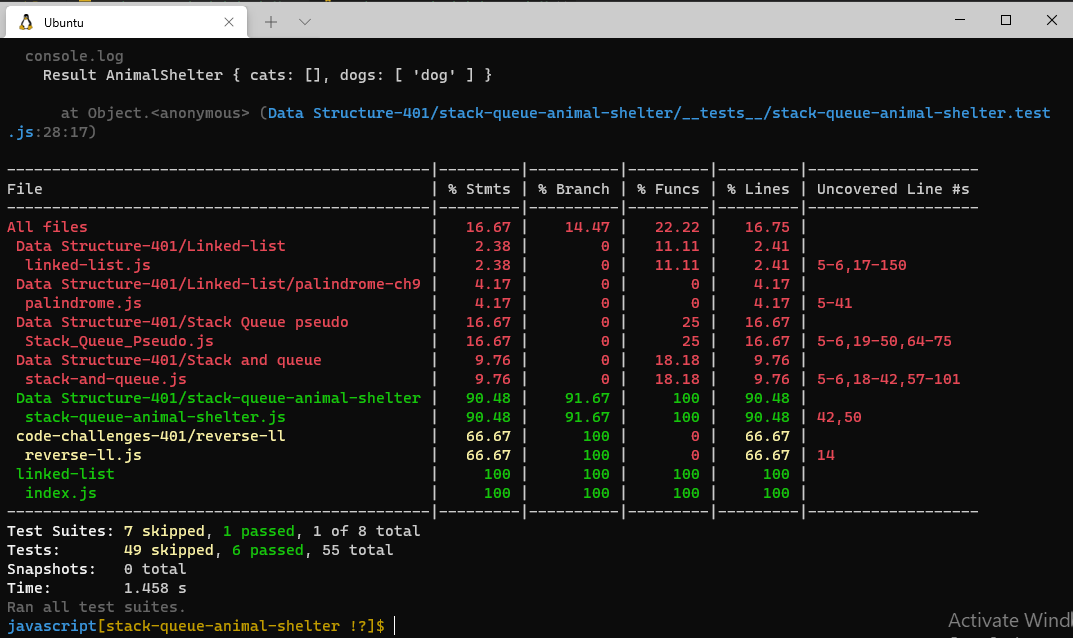 Ubuntu
console.log
Result AnimalShelter { cats: [], dogs: [ 'dog' ] }
at Object.<anonymous> (Data Structure-401/stack-queue-animal-shelter/__tests__/stack-queue-animal-shelter.test
.js:28:17)
File | % Stmts | % Branch | % Funcs | % Lines | Uncovered Line #s
All files | 16.67 | 14.47 | 22.22 | 16.75 |
Data Structure-401/Linked-list | 2.38 | 0 | 11.11 | 2.41 |
linked-list.js | 2.38 | 0 | 11.11 | 2.41 | 5-6,17-150
Data Structure-401/Linked-list/palindrome-ch9 | 4.17 | 0 | 0 | 4.17 |
palindrome.js | 4.17 | 0 | 0 | 4.17 | 5-41
Data Structure-401/Stack Queue pseudo | 16.67 | 0 | 25 | 16.67 |
Stack_Queue_Pseudo.js | 16.67 | 0 | 25 | 16.67 | 5-6,19-50,64-75
Data Structure-401/Stack and queue | 9.76 | 0 | 18.18 | 9.76 |
stack-and-queue.js | 9.76 | 0 | 18.18 | 9.76 | 5-6,18-42,57-101
Data Structure-401/stack-queue-animal-shelter | 90.48 | 91.67 | 100 | 90.48 |
stack-queue-animal-shelter.js | 90.48 | 91.67 | 100 | 90.48 | 42,50
code-challenges-401/reverse-ll | 66.67 | 100 | 0 | 66.67 |
reverse-ll.js | 66.67 | 100 | 0 | 66.67 | 14
linked-list | 100 | 100 | 100 | 100 |
index.js | 100 | 100 | 100 | 100 |
Test Suites: 7 skipped, 1 passed, 1 of 8 total
Tests: 49 skipped, 6 passed, 55 total
Snapshots: 0 total
Time: 1.458 s
Ran all test suites.
javascript[stack-queue-animal-shelter !?]$
Activate Wind